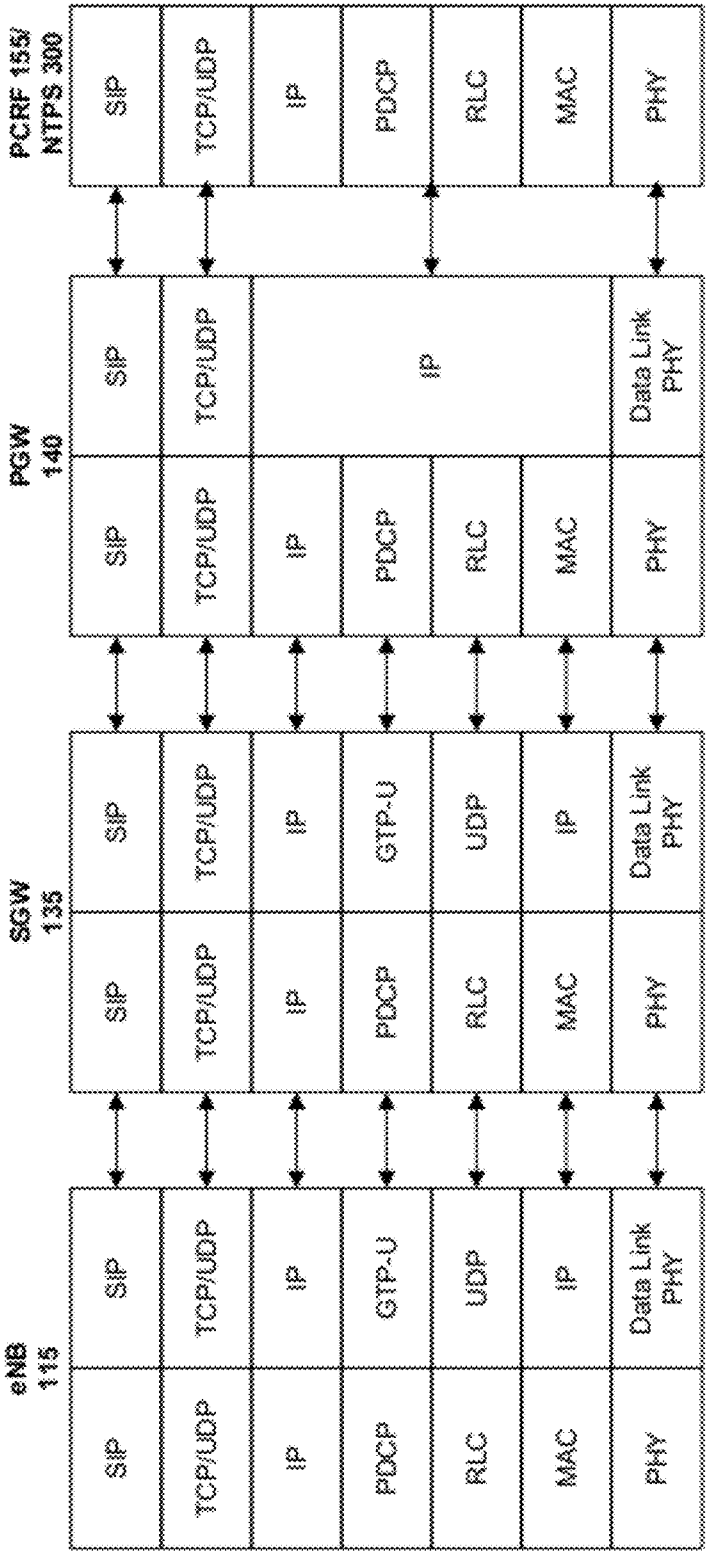 eNB
115
SGW
135
PGW
140
PCRF 155/
NTPS 300
SIP
SIP
SIP
SIP
SIP
SIP
SIP
TCP/UDP
TCP/UDP
TCP/UDP
TCP/UDP
TCP/UDP
TCP/UDP
TCP/UDP
IP
IP
IP
IP
IP
IP
IP
PDCP
GTP-U
PDCP
GTP-U
PDCP
PDCP
RLC
UDP
RLC
UDP
RLC
RLC
MAC
IP
MAC
IP
MAC
MAC
PHY
Data Link
PHY
PHY
Data Link
PHY
PHY
Data Link
PHY
PHY